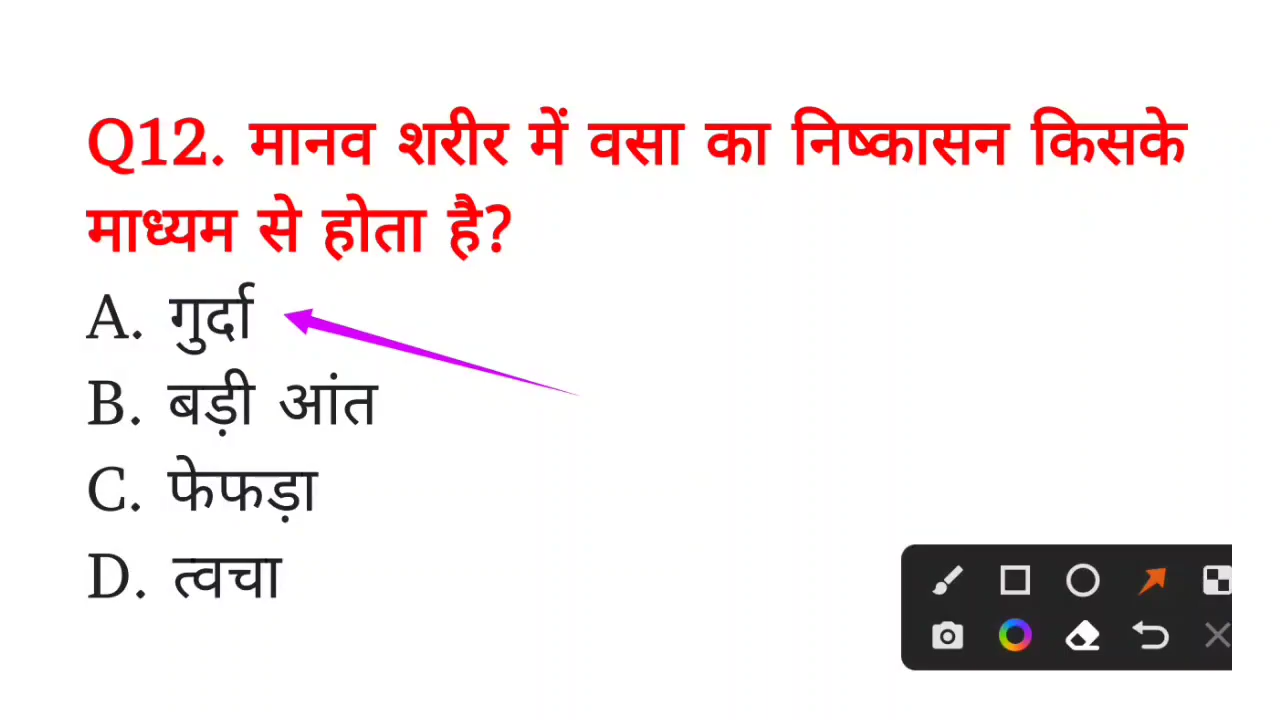 Q12. मानव शरीर में वसा का निष्कासन किसके
माध्यम से होता है?
A. गुर्दा
B. बड़ी आंत
C. फेफड़ा
D. त्वचा